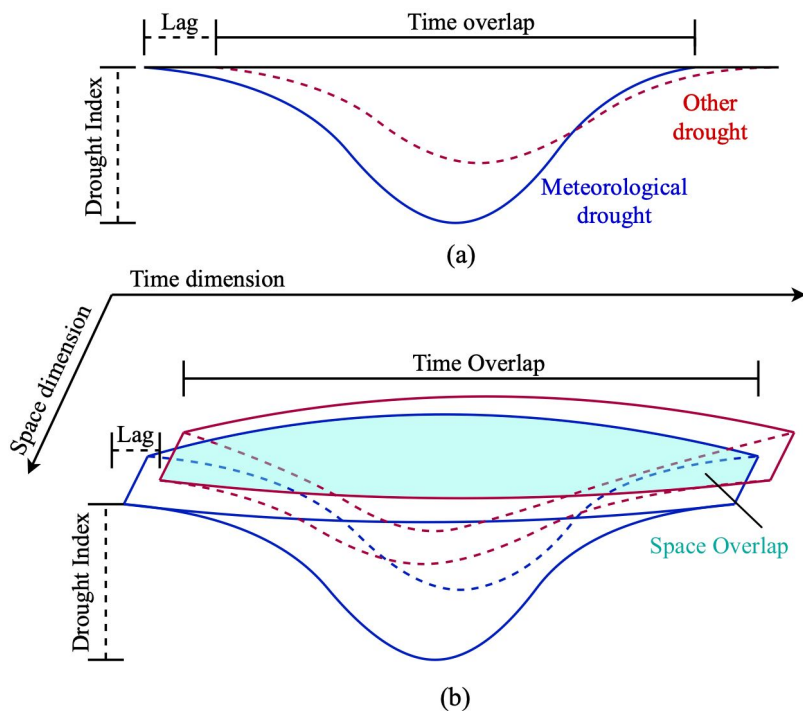 Lag
Time overlap
Drought Index
Other
drought
Meteorological
drought
(a)
Time dimension
Space dimension
Time Overlap
Lag
Space Overlap
Drought Index
(b)